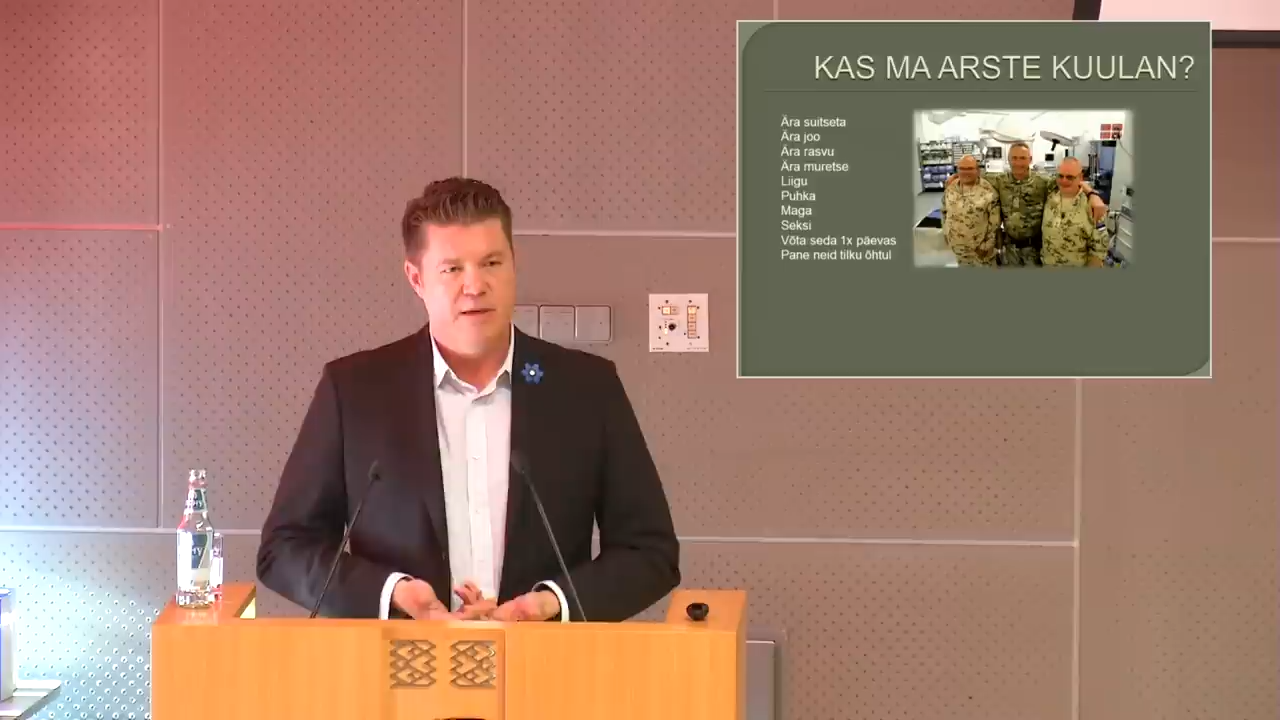 KAS MA ARSTE KUULAN?
Ära suitseta
Ära joo
Ära rasvu
Ära muretse
Liigu
Puhka
Maga
Seksi
Võta seda 1x päevas
Pane neid tilku õhtul